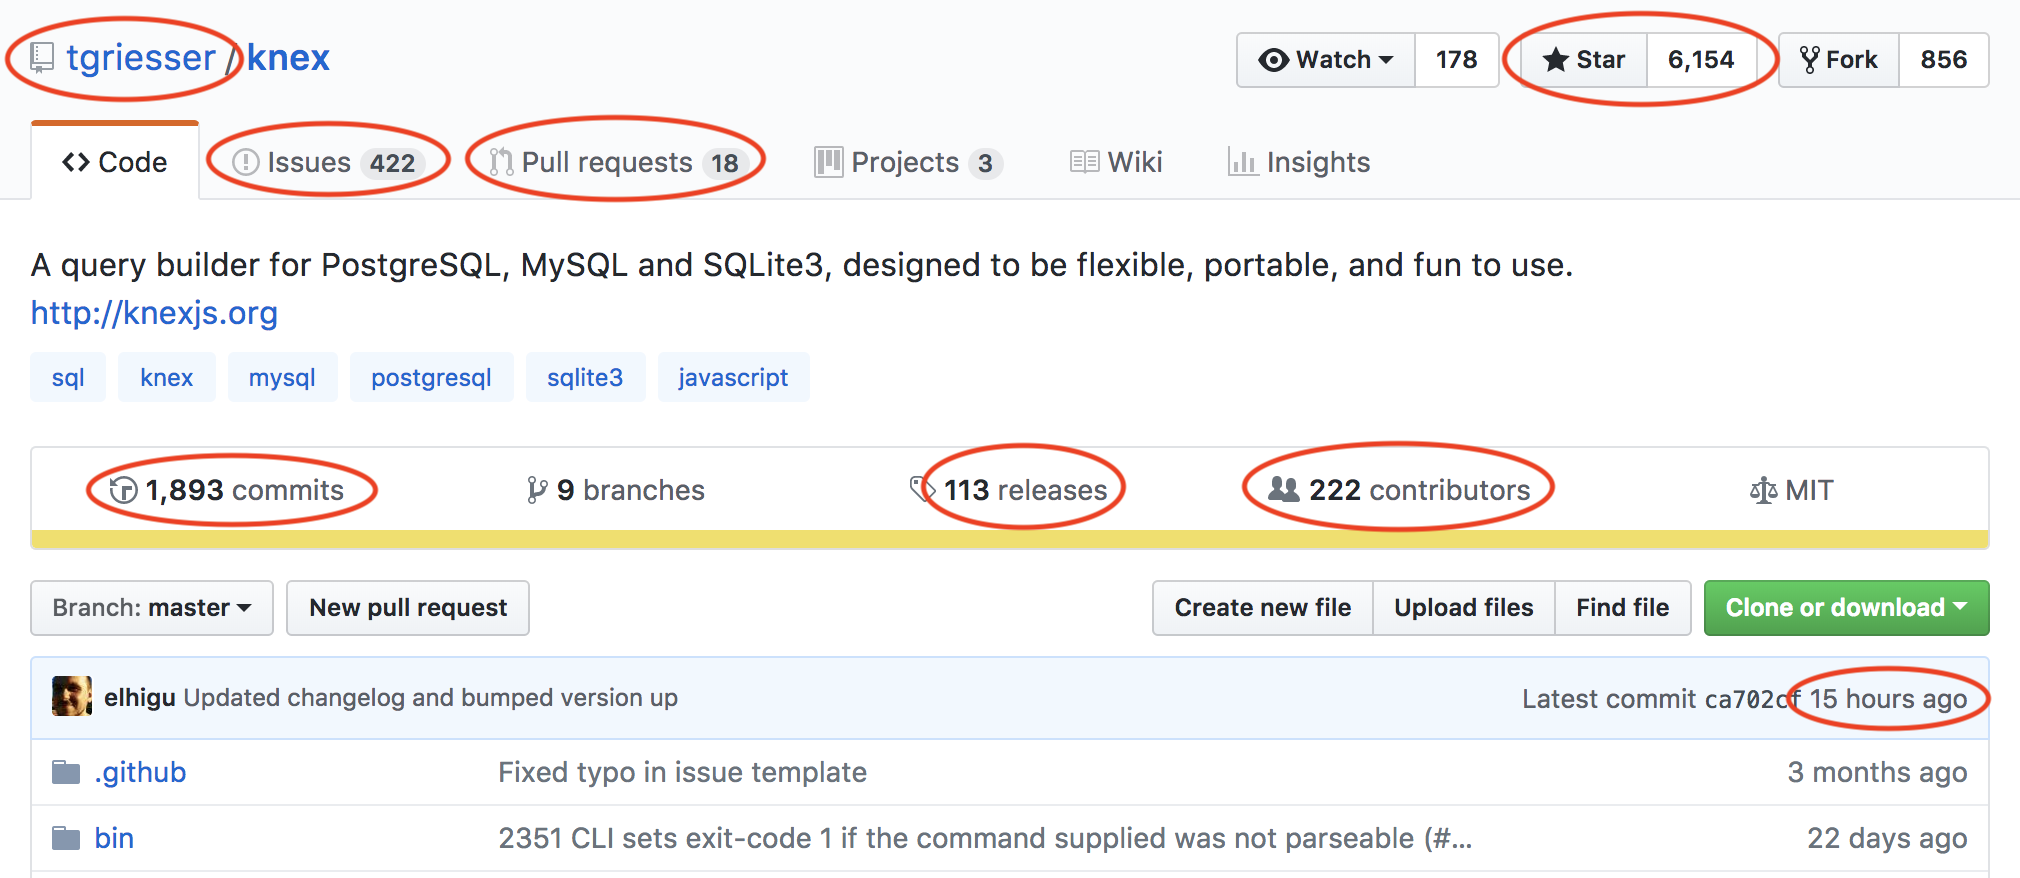 tgriesser / knex
Watch 178 Star 6,154 Fork 856
Code Issues 422 Pull requests 18 Projects 3 Wiki Insights
A query builder for PostgreSQL, MySQL and SQLite3, designed to be flexible, portable, and fun to use.
http://knexjs.org
sql knex mysql postgresql sqlite3 javascript
1,893 commits 9 branches 113 releases 222 contributors MIT
Branch: master New pull request Create new file Upload files Find file Clone or download
elhigu Updated changelog and bumped version up Latest commit ca702cf 15 hours ago
.github Fixed typo in issue template 3 months ago
bin 2351 CLI sets exit-code 1 if the command supplied was not parseable (#... 22 days ago